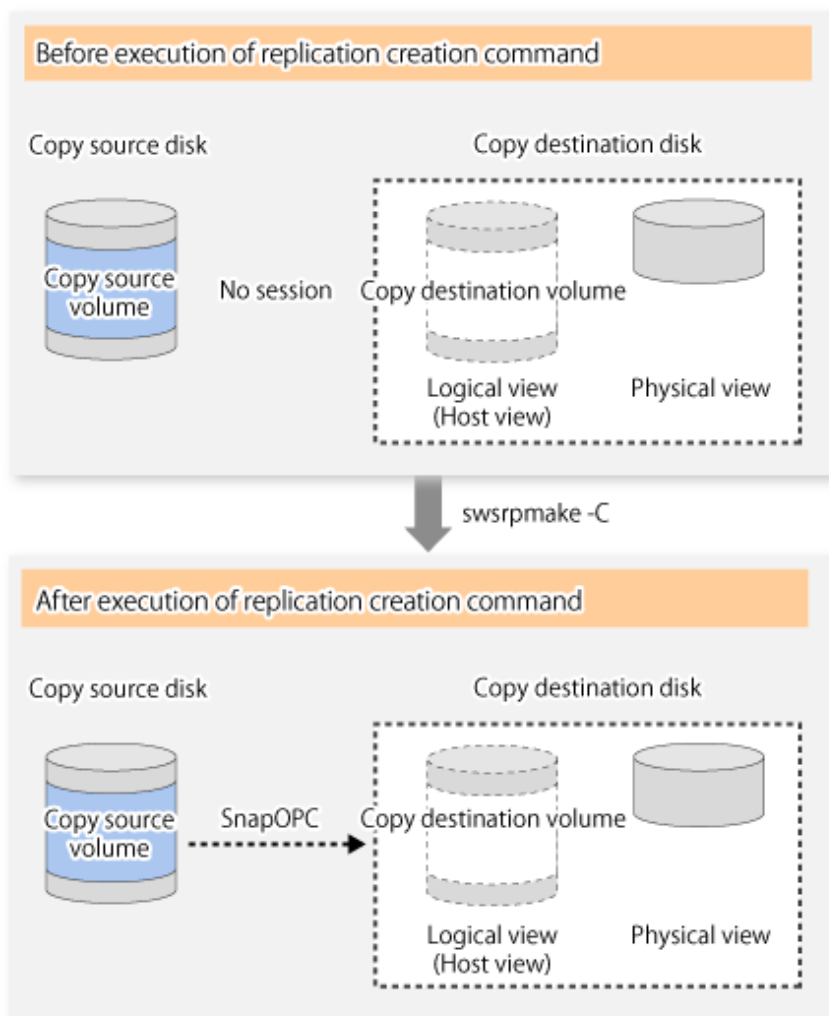 Before execution of replication creation command
Copy source disk
Copy destination disk
Copy source
volume
No session
Copy destination volume
Logical view
(Host view)
Physical view
swsrpmake -C
After execution of replication creation command
Copy source disk
Copy destination disk
Copy source
volume
SnapOPC
Copy destination volume
Logical view
(Host view)
Physical view